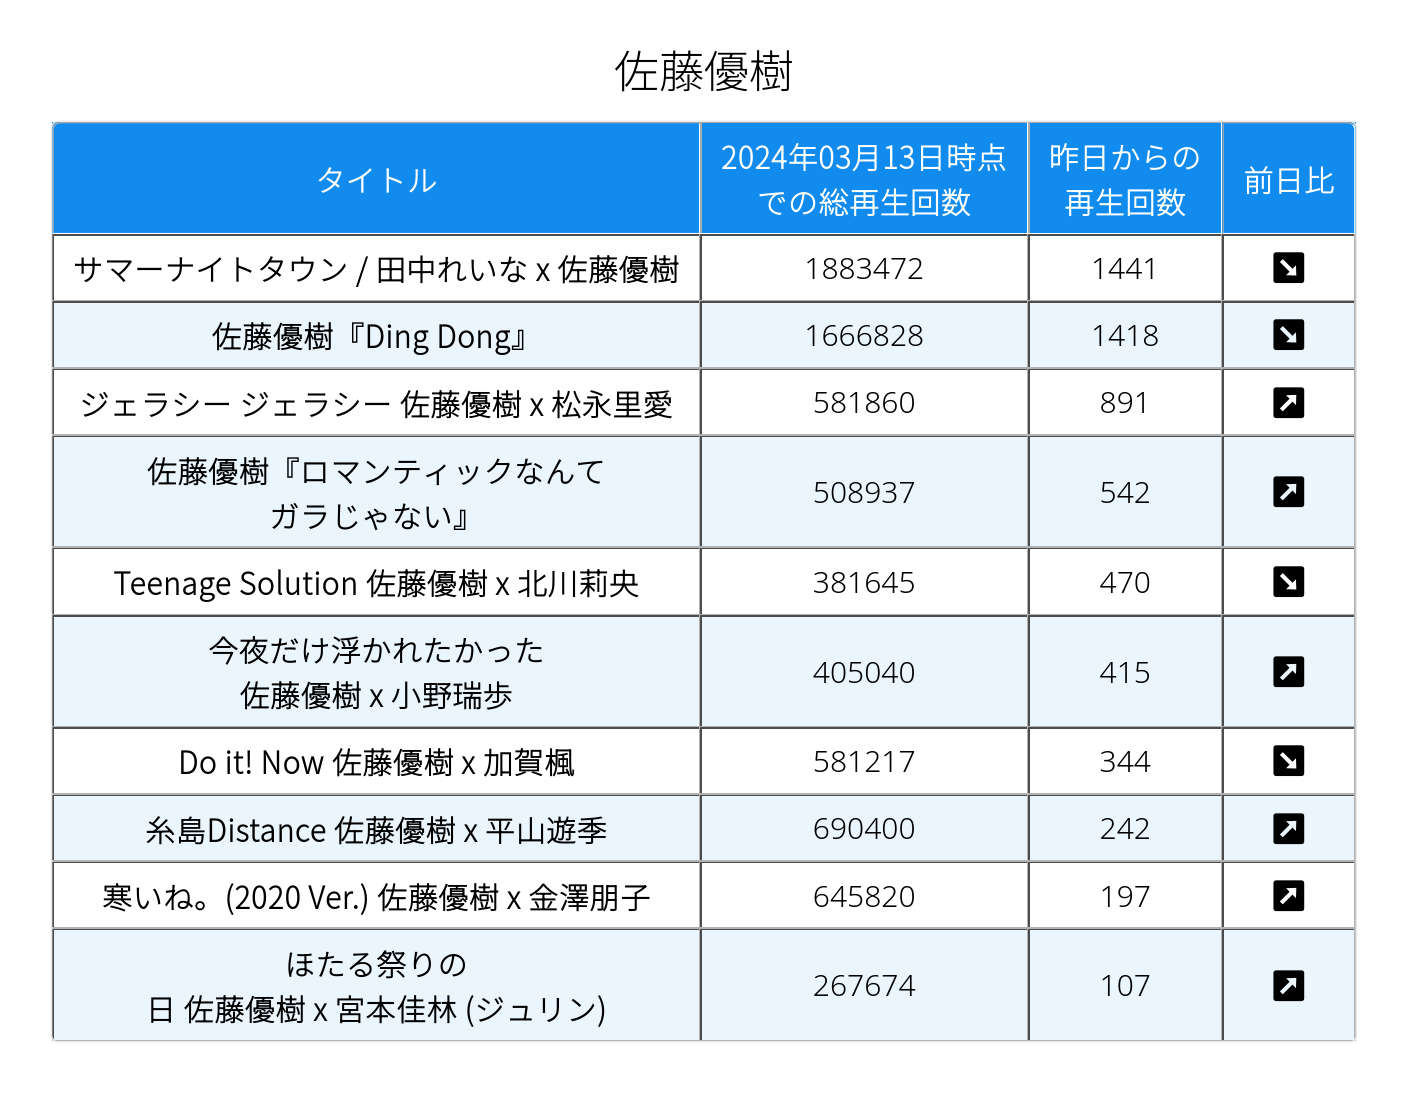 佐藤優樹
タイトル
2024年03月13日時点
での総再生回数
昨日からの
再生回数
前日比
サマーナイトタウン / 田中れいな x 佐藤優樹 1883472 1441
佐藤優樹『Ding Dong』 1666828 1418
ジェラシー ジェラシー 佐藤優樹 x 松永里愛 581860 891
佐藤優樹『ロマンティックなんて
ガラじゃない』
508937 542
Teenage Solution 佐藤優樹 x 北川莉央 381645 470
今夜だけ浮かれたかった
佐藤優樹 x 小野瑞歩
405040 415
Do it! Now 佐藤優樹 x 加賀楓 581217 344
糸島Distance 佐藤優樹 x 平山遊季 690400 242
寒いね。(2020 Ver.) 佐藤優樹 x 金澤朋子 645820 197
ほたる祭りの
日 佐藤優樹 x 宮本佳林 (ジュリン)
267674 107